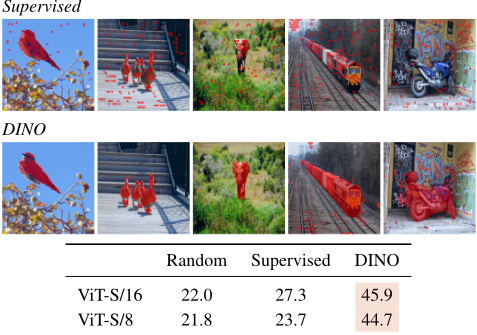 Supervised
DINO
Random Supervised DINO
ViT-S/16 22.0 27.3 45.9
ViT-S/8 21.8 23.7 44.7